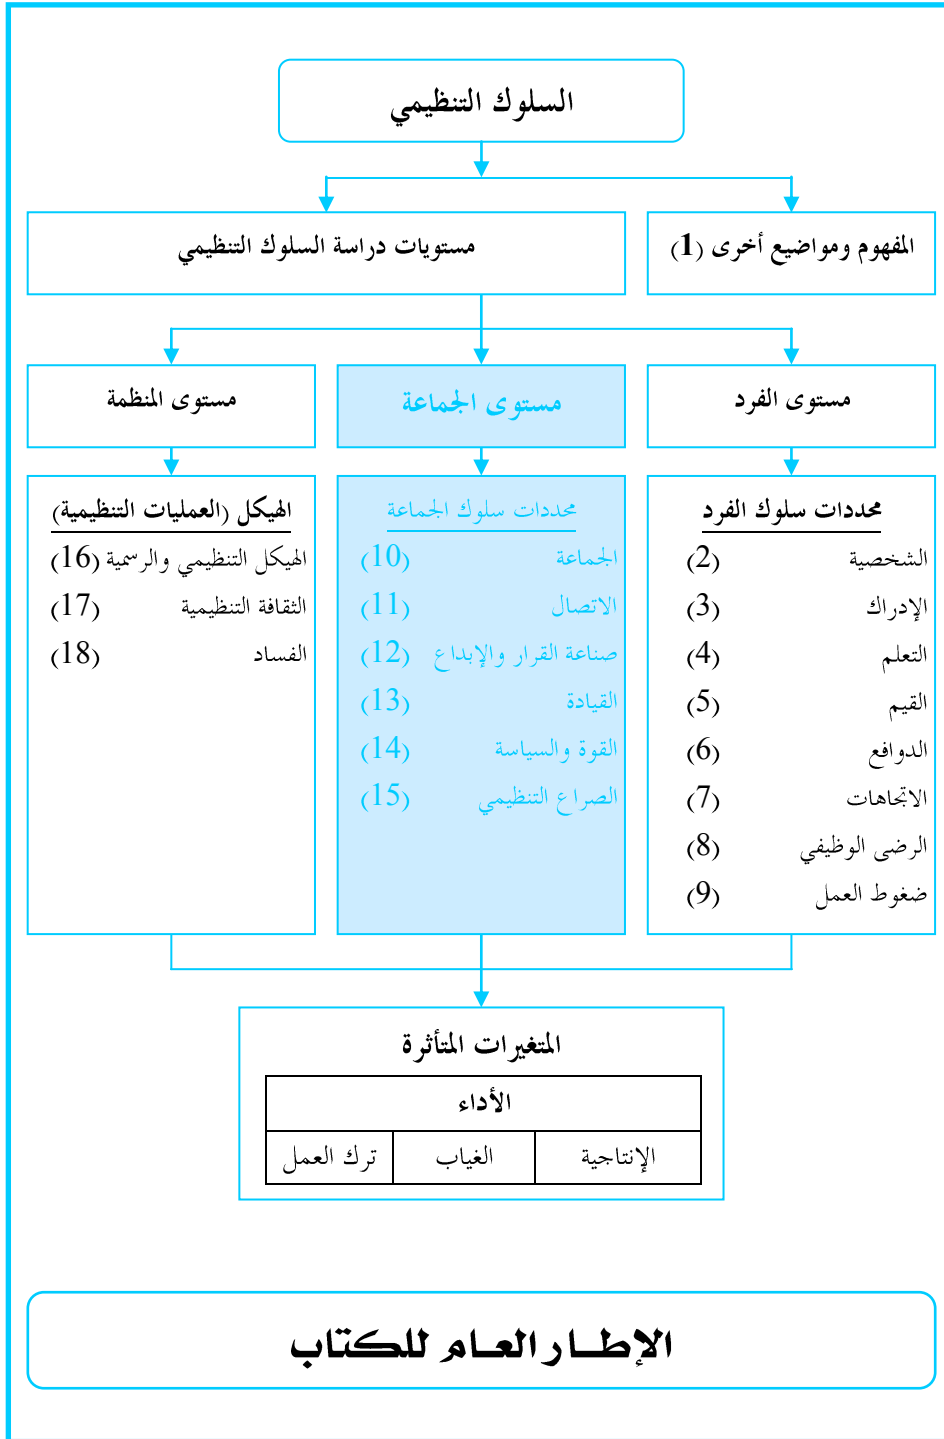 السلوك التنظيمي
المفهوم ومواضيع أخرى (1)
مستويات دراسة السلوك التنظيمي
مستوى الفرد
مستوى الجماعة
مستوى المنظمة
محددات سلوك الفرد
الشخصية (2)
الإدراك (3)
التعلم (4)
القيم (5)
الدوافع (6)
الاتجاهات (7)
الرضى الوظيفي (8)
ضغوط العمل (9)
محددات سلوك الجماعة
الجماعة (10)
الاتصال (11)
صناعة القرار والإبداع (12)
القيادة (13)
القوة والسياسة (14)
الصراع التنظيمي (15)
الهيكل (العمليات التنظيمية)
الهيكل التنظيمي والرسمية (16)
الثقافة التنظيمية (17)
الفساد (18)
المتغيرات المتأثرة
الأداء
الإنتاجية الغياب ترك العمل
الإطــار العـام للكتاب